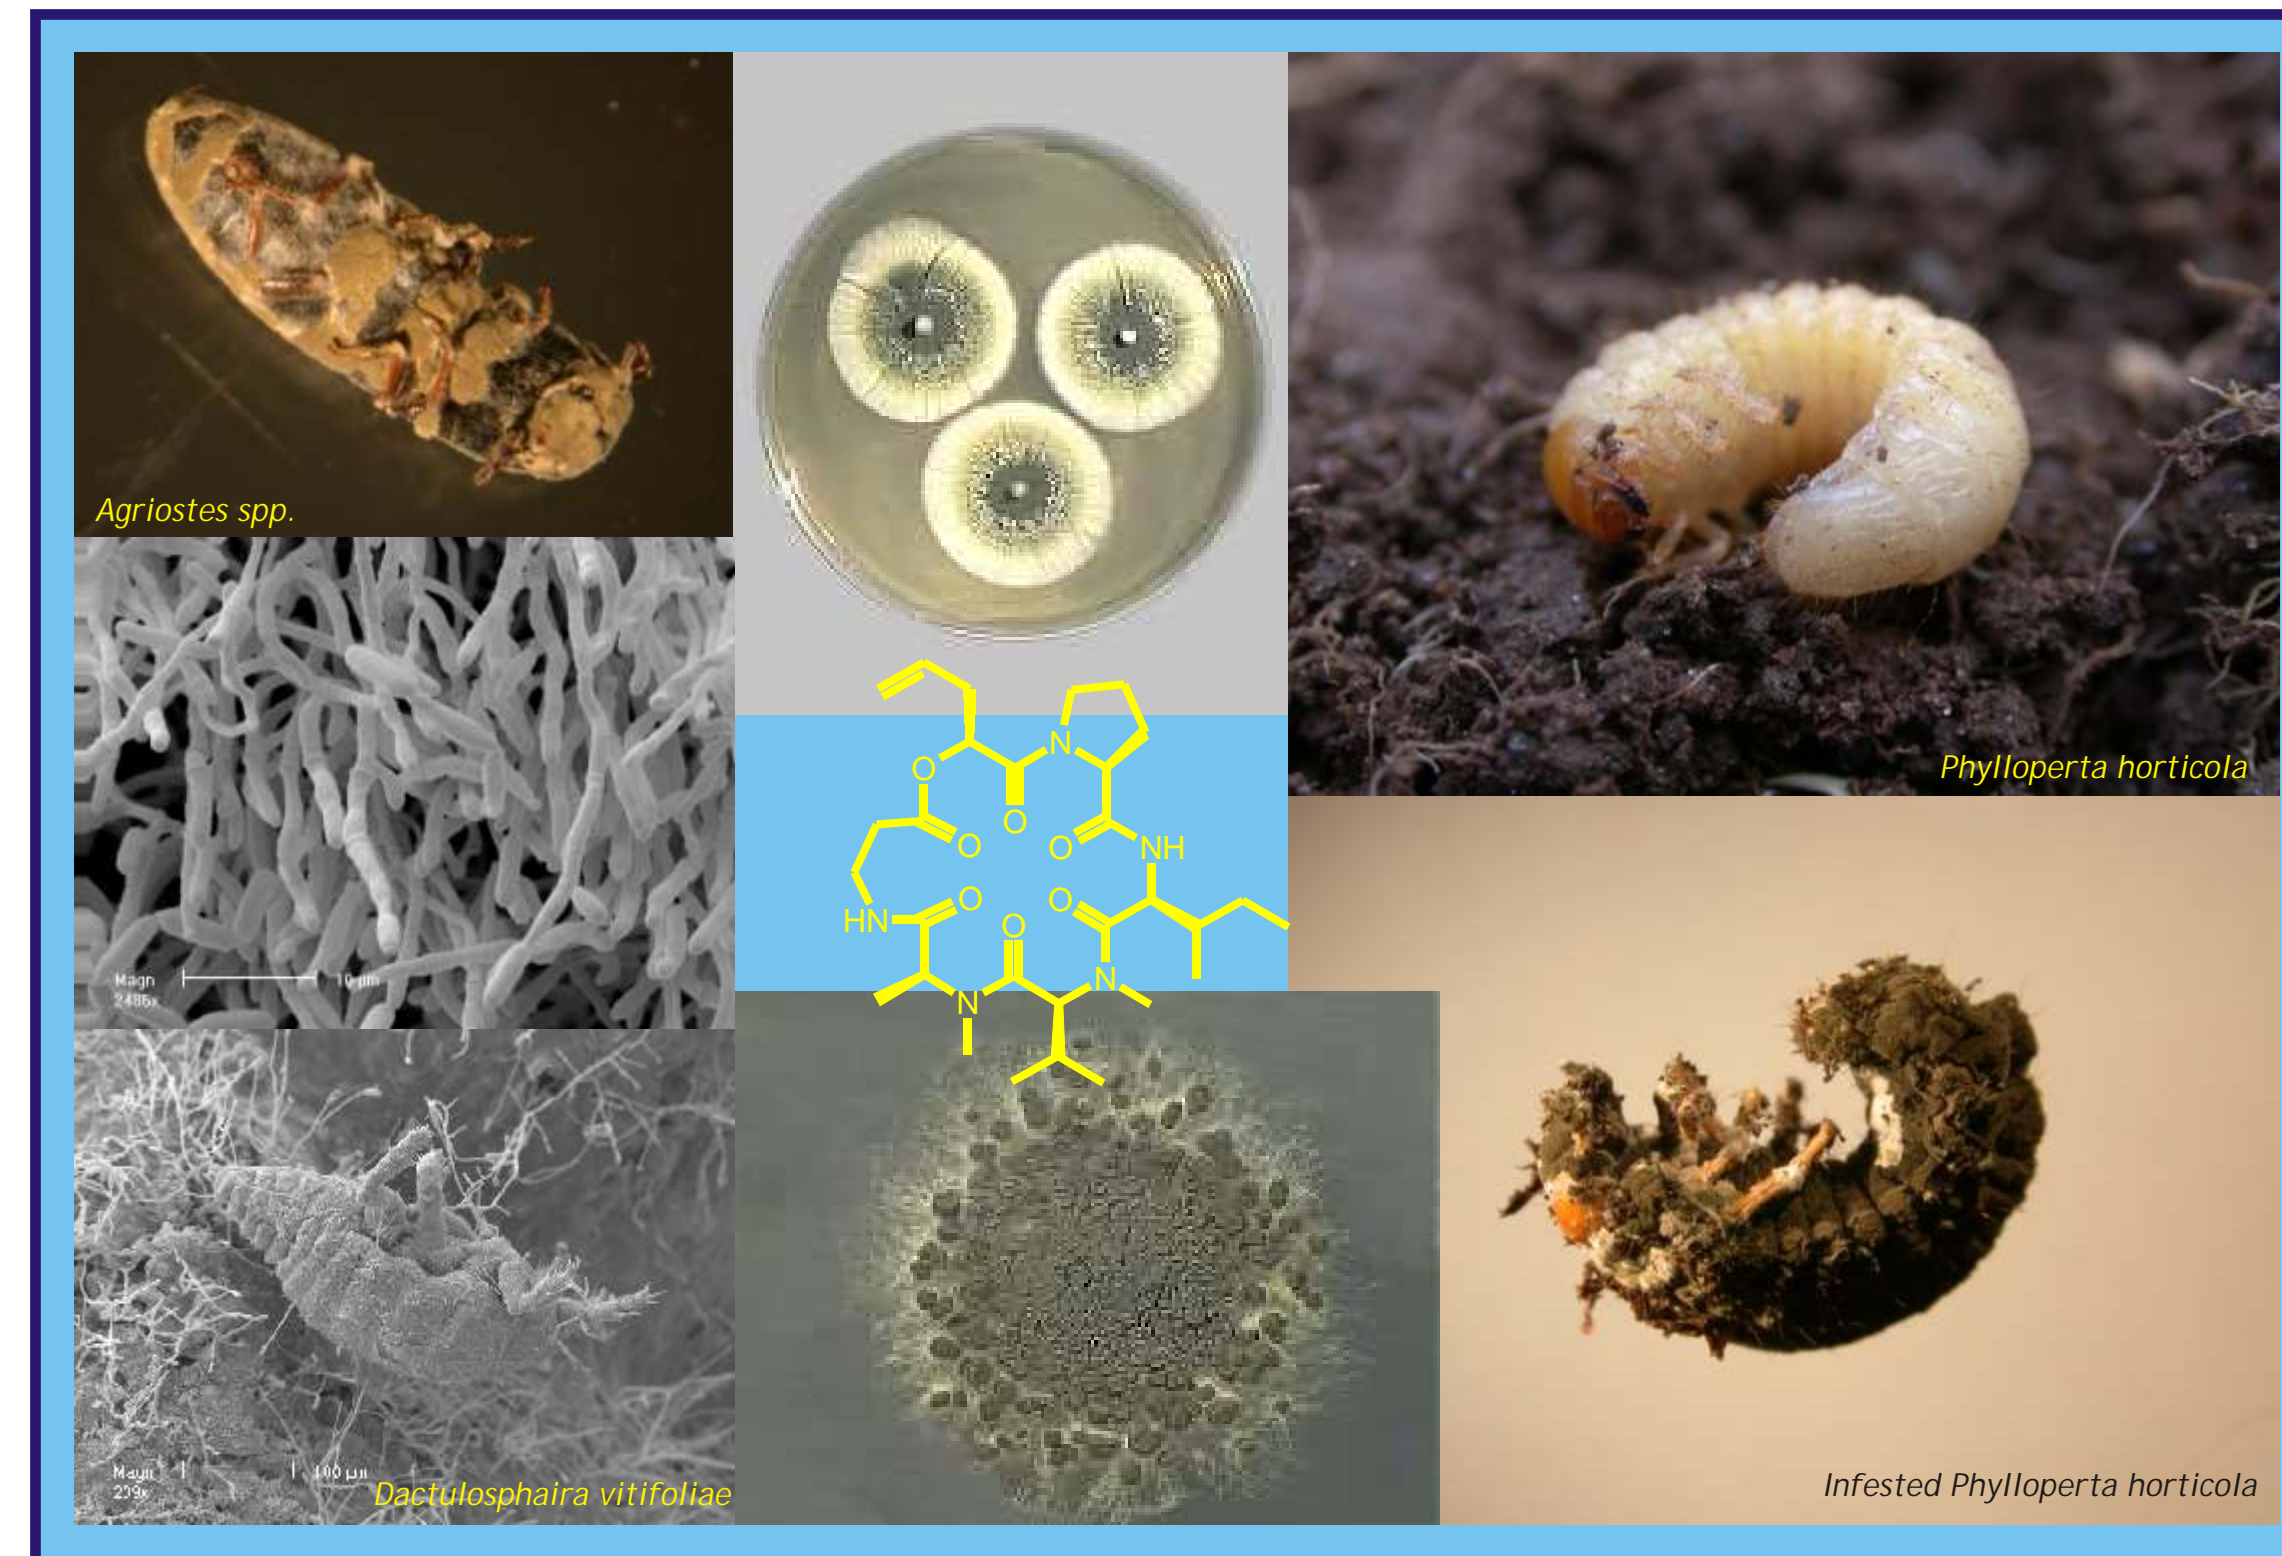 Agriostes spp.
Phylloperta horticola
N
O
O
O
O
NH
HN
O
O
O
N
N
Magn
2486x
10 µm
Magn
239x
100 µm
Dactulosphaira vitifoliae
Infested Phylloperta horticola